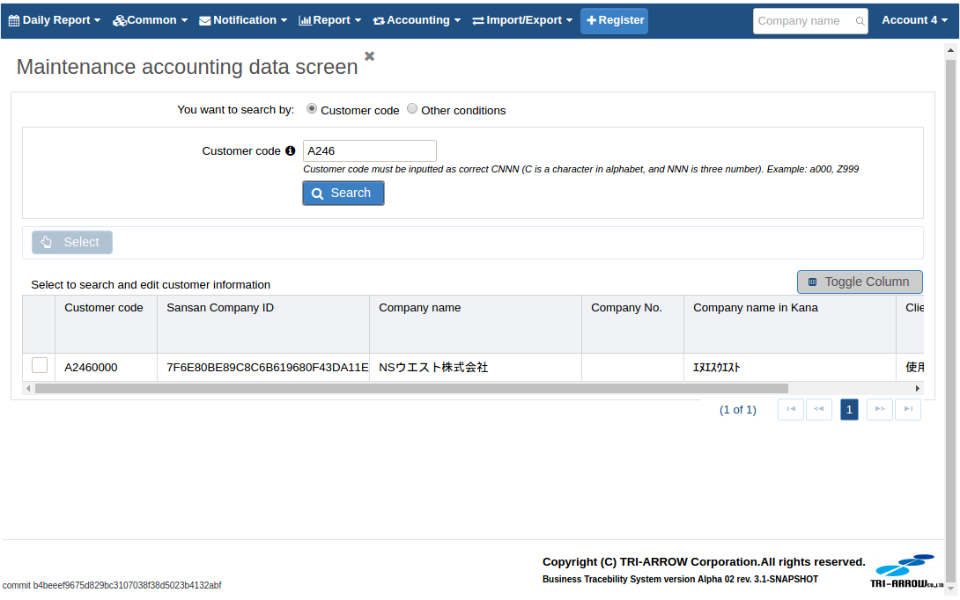 Daily Report Common Notification Report Accounting Import/Export Register Company name Account 4
Maintenance accounting data screen
You want to search by: Customer code Other conditions
Customer code A246
Customer code must be inputted as correct CNNN (C is a character in alphabet, and NNN is three number). Example: a000, Z999
Search
Select
Select to search and edit customer information Toggle Column
Customer code Sansan Company ID Company name Company No. Company name in Kana Clie
A2460000 7F6E80BE89C8C6B619680F43DA11E NSウエスト株式会社 ｴﾇｴｽｳｴｽﾄ 使用
(1 of 1) 1
Copyright (C) TRI-ARROW Corporation.All rights reserved.
Business Tracebility System version Alpha 02 rev. 3.1-SNAPSHOT
TRI-ARROW Co.,LTD
commit b4beeef9675d829bc3107038f38d5023b4132abf